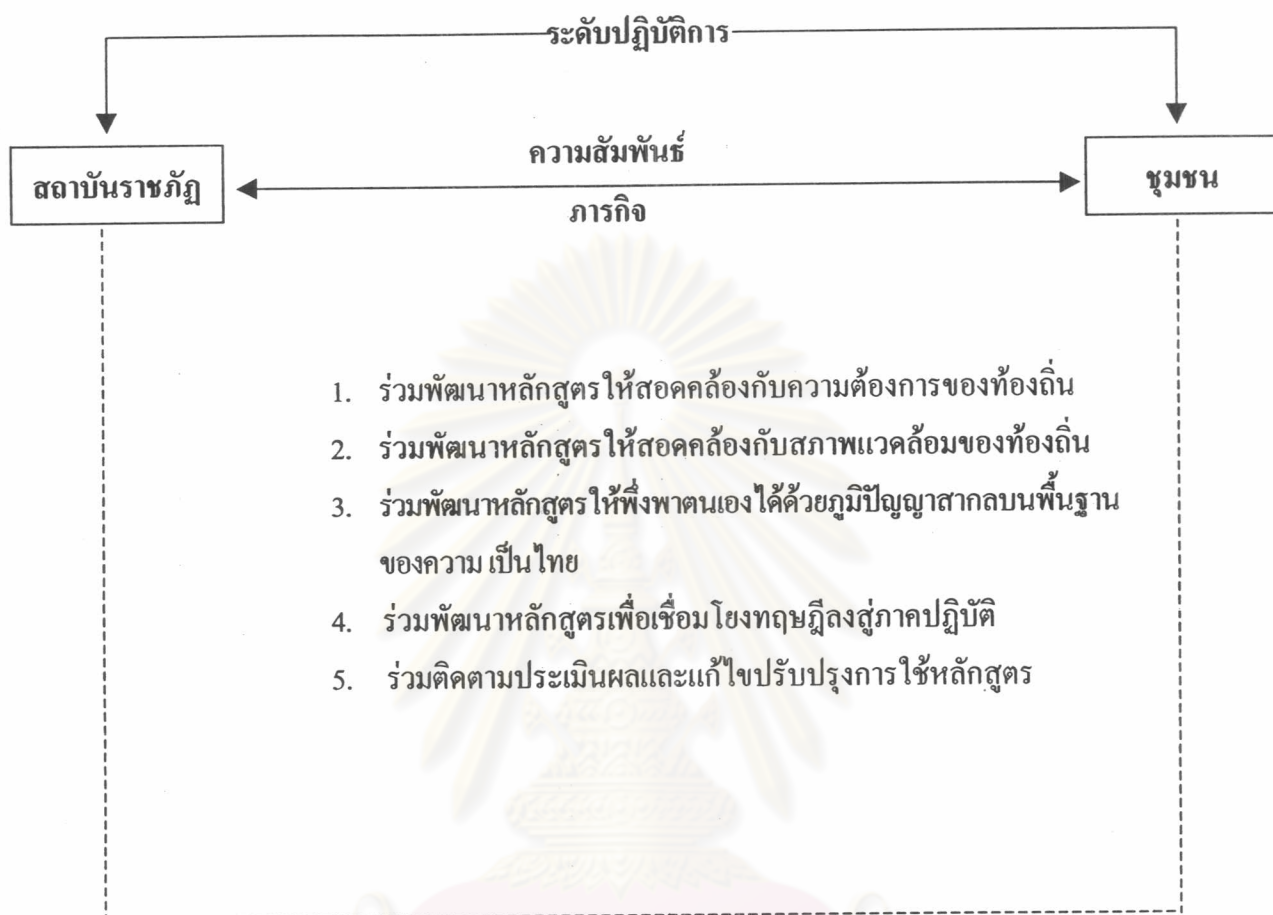 ระดับปฏิบัติการ
ความสัมพันธ์
สถาบันราชภัฏ
ชุมชน
ภารกิจ
1. ร่วมพัฒนาหลักสูตรให้สอดคล้องกับความต้องการของท้องถิ่น
2. ร่วมพัฒนาหลักสูตรให้สอดคล้องกับสภาพแวดล้อมของท้องถิ่น
3. ร่วมพัฒนาหลักสูตรให้พึ่งพาตนเองได้ด้วยภูมิปัญญาสากลบนพื้นฐาน
ของความ เป็นไทย
4. ร่วมพัฒนาหลักสูตรเพื่อเชื่อมโยงทฤษฎีลงสู่ภาคปฏิบัติ
5. ร่วมติดตามประเมินผลและแก้ไขปรับปรุงการใช้หลักสูตร